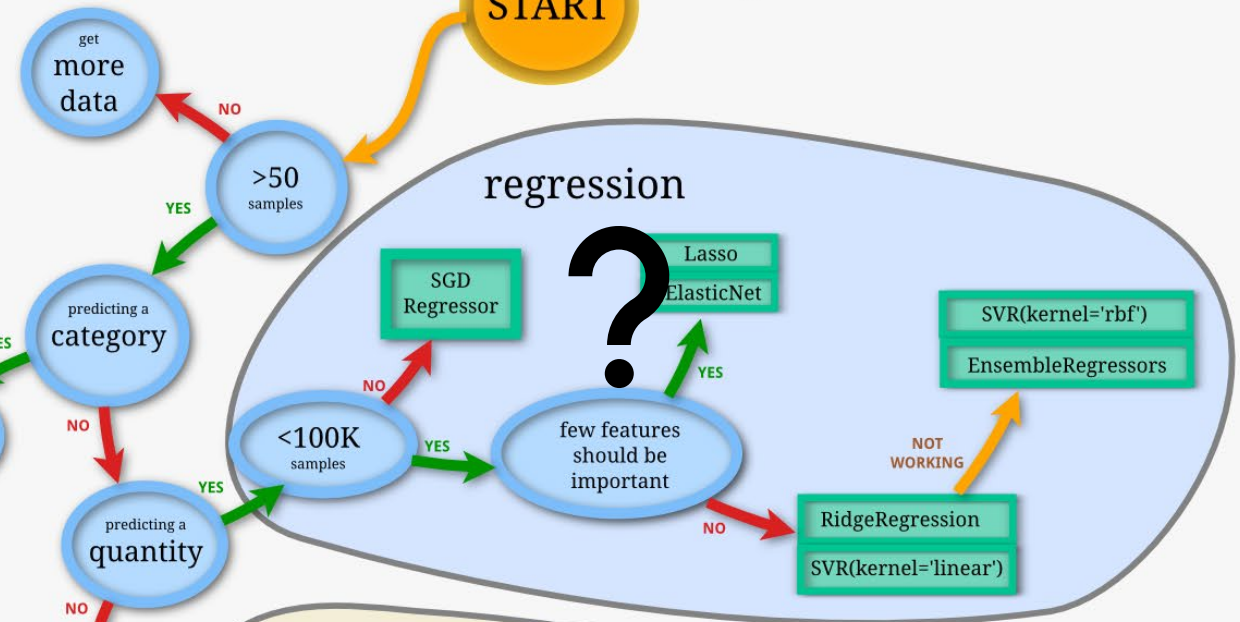 START
get
more
data
NO
>50
samples
YES
regression
predicting a
category
ES
NO
SGD
Regressor
NO
?
Lasso
ElasticNet
YES
<100K
samples
YES
few features
should be
important
NO
SVR(kernel='rbf')
EnsembleRegressors
NOT
WORKING
RidgeRegression
SVR(kernel='linear')
YES
predicting a
quantity
NO